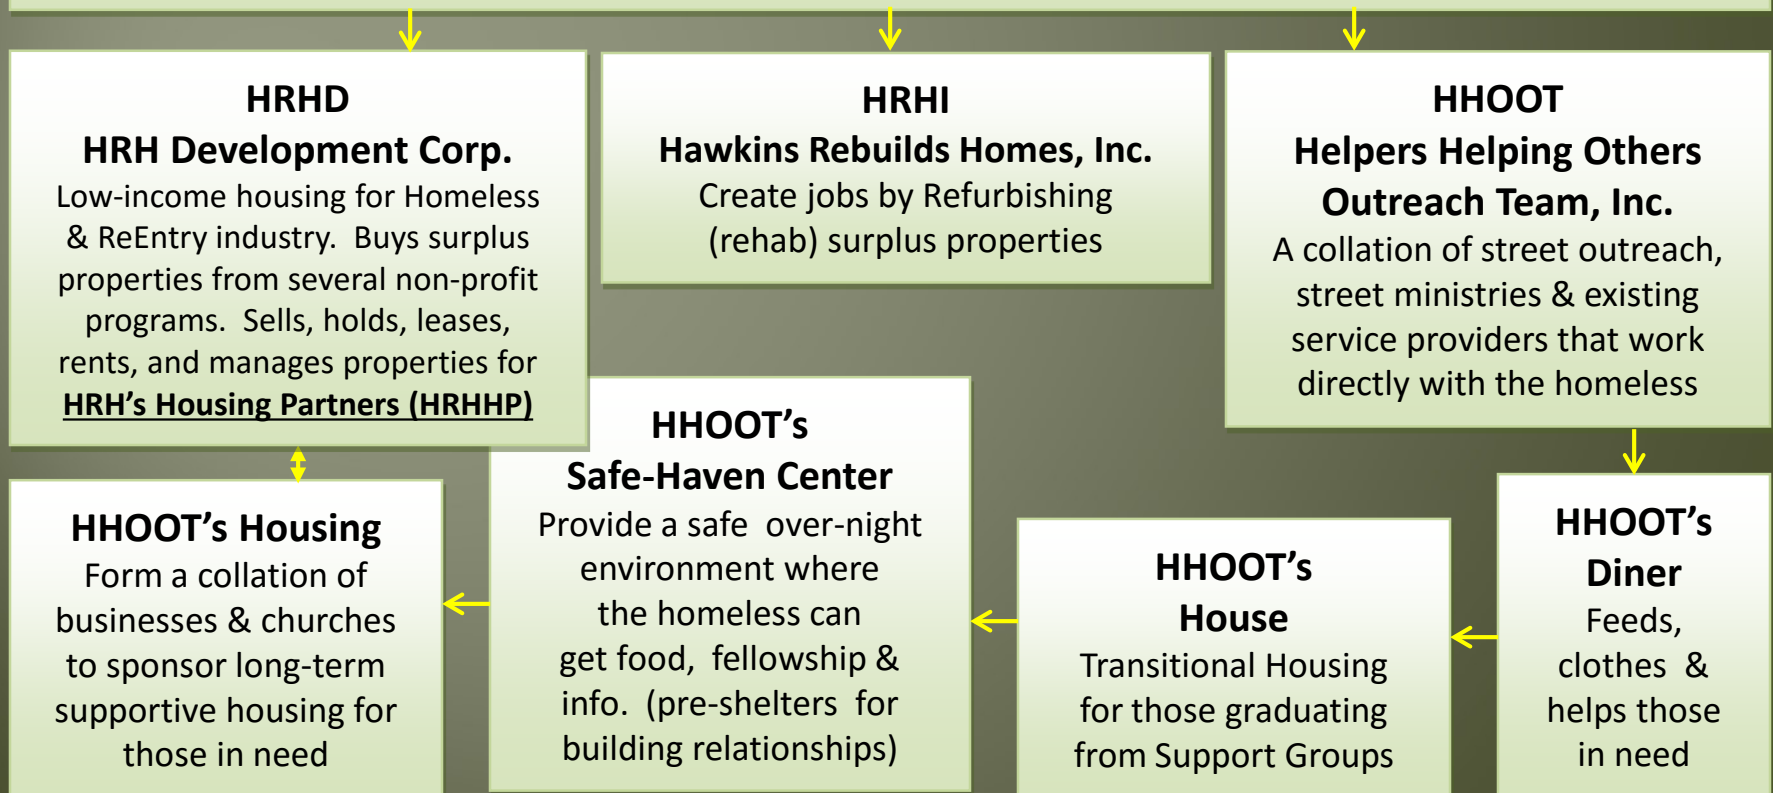 HRHD
HRH Development Corp.
Low-income housing for Homeless
& ReEntry industry.  Buys surplus
properties from several non-profit
programs.  Sells, holds, leases,
rents, and manages properties for
HRH’s Housing Partners (HRHHP)
HRHI
Hawkins Rebuilds Homes, Inc.
Create jobs by Refurbishing
(rehab) surplus properties
HHOOT
Helpers Helping Others
Outreach Team, Inc.
A collation of street outreach,
street ministries & existing
service providers that work
directly with the homeless
HHOOT’s Housing
Form a collation of
businesses & churches
to sponsor long-term
supportive housing for
those in need
HHOOT’s
Safe-Haven Center
Provide a safe  over-night
environment where
the homeless can
get food,  fellowship &
info.  (pre-shelters  for
building relationships)
HHOOT’s
House
Transitional Housing
for those graduating
from Support Groups
HHOOT’s
Diner
Feeds,
clothes  &
helps those
in need